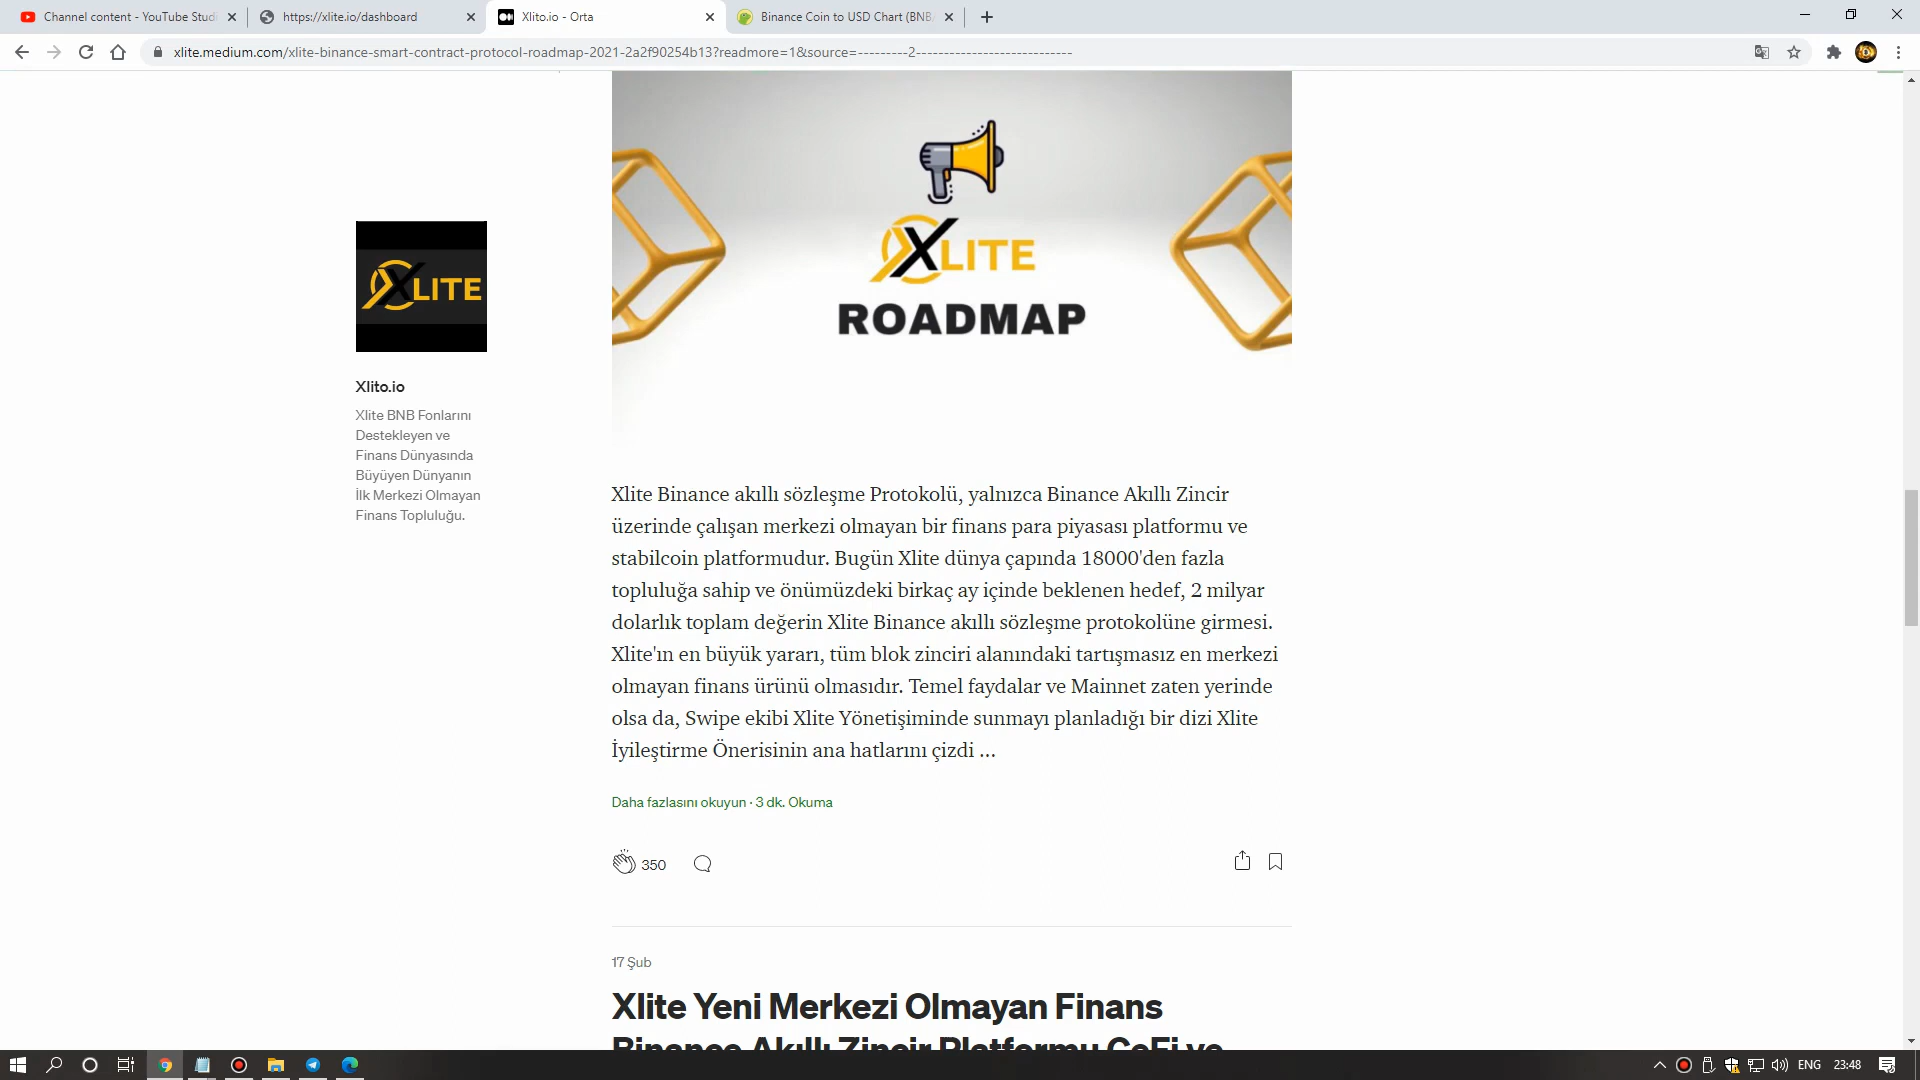 Channel content - YouTube Studi
https://xlite.io/dashboard
Xlito.io - Orta
Binance Coin to USD Chart (BNB
xlite.medium.com/xlite-binance-smart-contract-protocol-roadmap-2021-2a2f90254b13?readmore=1&source=---------2----------------------------
XLITE
ROADMAP
XLITE
Xlito.io
Xlite BNB Fonlarını
Destekleyen ve
Finans Dünyasında
Büyüyen Dünyanın
İlk Merkezi Olmayan
Finans Topluluğu.
Xlite Binance akıllı sözleşme Protokolü, yalnızca Binance Akıllı Zincir
üzerinde çalışan merkezi olmayan bir finans para piyasası platformu ve
stabilcoin platformudur. Bugün Xlite dünya çapında 18000'den fazla
topluluğa sahip ve önümüzdeki birkaç ay içinde beklenen hedef, 2 milyar
dolarlık toplam değerin Xlite Binance akıllı sözleşme protokolüne girmesi.
Xlite'ın en büyük yararı, tüm blok zinciri alanındaki tartışmasız en merkezi
olmayan finans ürünü olmasıdır. Temel faydalar ve Mainnet zaten yerinde
olsa da, Swipe ekibi Xlite Yönetişiminde sunmayı planladığı bir dizi Xlite
İyileştirme Önerisinin ana hatlarını çizdi ...
Daha fazlasını okuyun · 3 dk. Okuma
350
17 Şub
Xlite Yeni Merkezi Olmayan Finans
Binance Akıllı Zincir Platformu CeFi ve
ENG
23:48